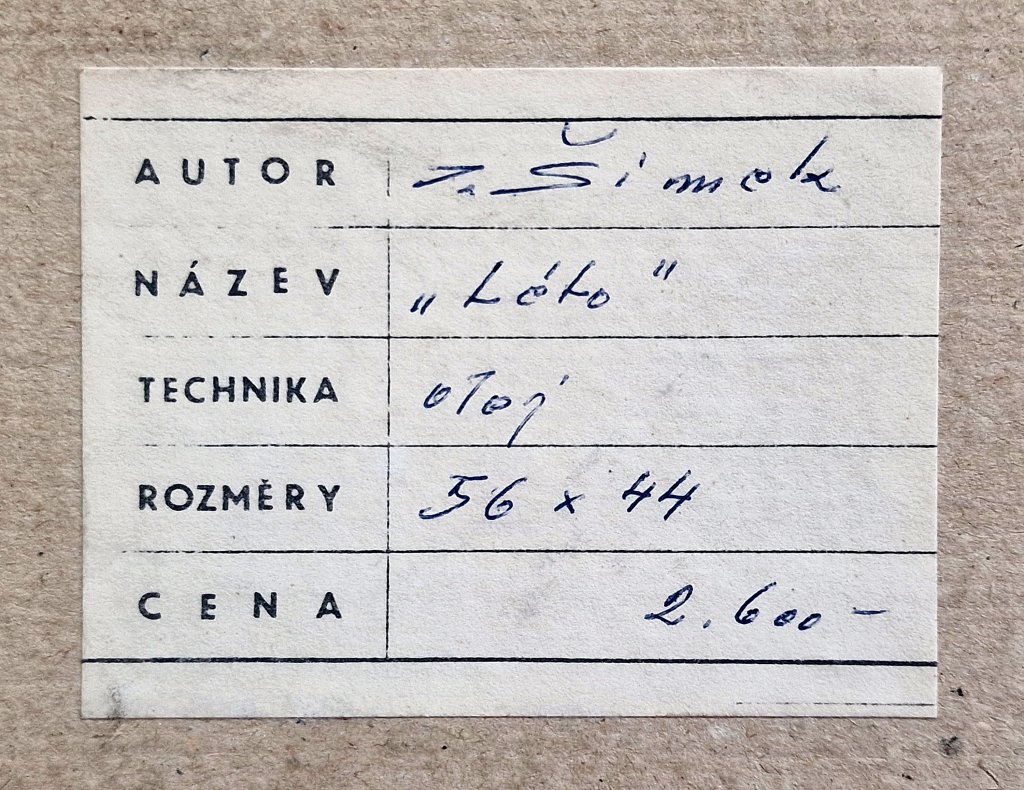 AUTOR Šimek
NÁZEV „Léto"
TECHNIKA olej
ROZMĚRY 56 x 44
CENA 2.600–